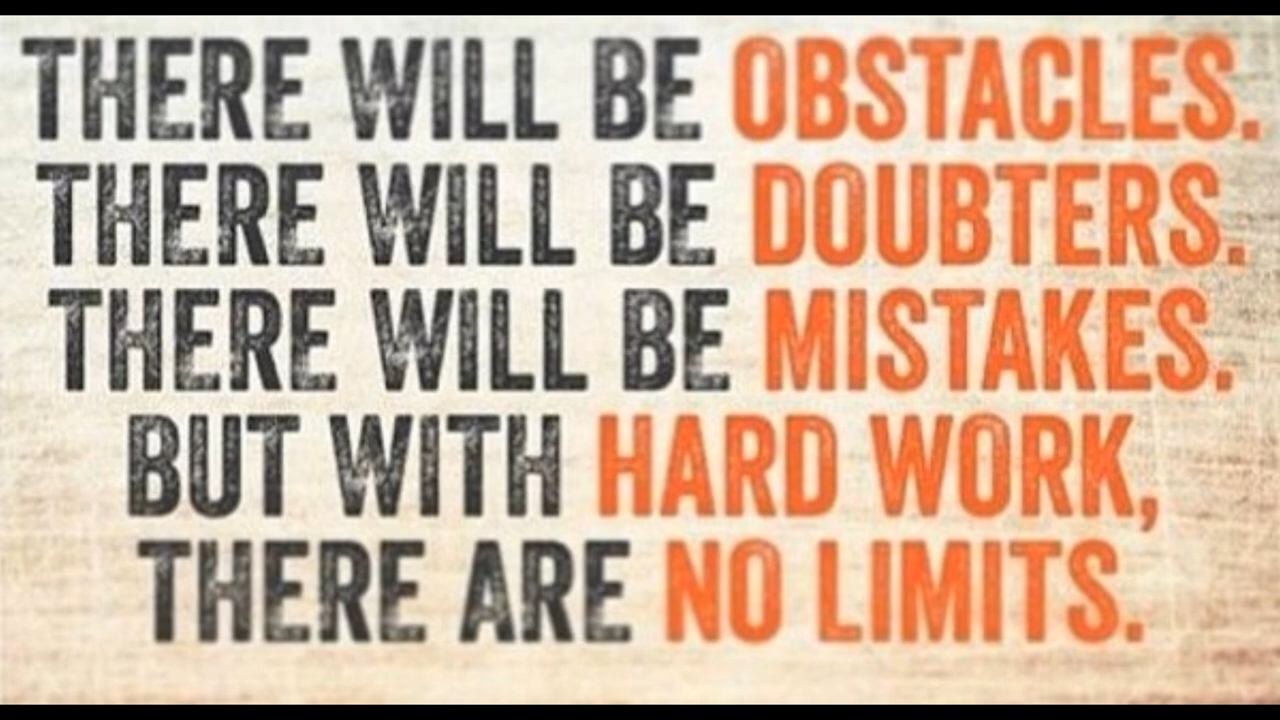 THERE WILL BE OBSTACLES.
THERE WILL BE DOUBTERS.
THERE WILL BE MISTAKES.
BUT WITH HARD WORK,
THERE ARE NO LIMITS.